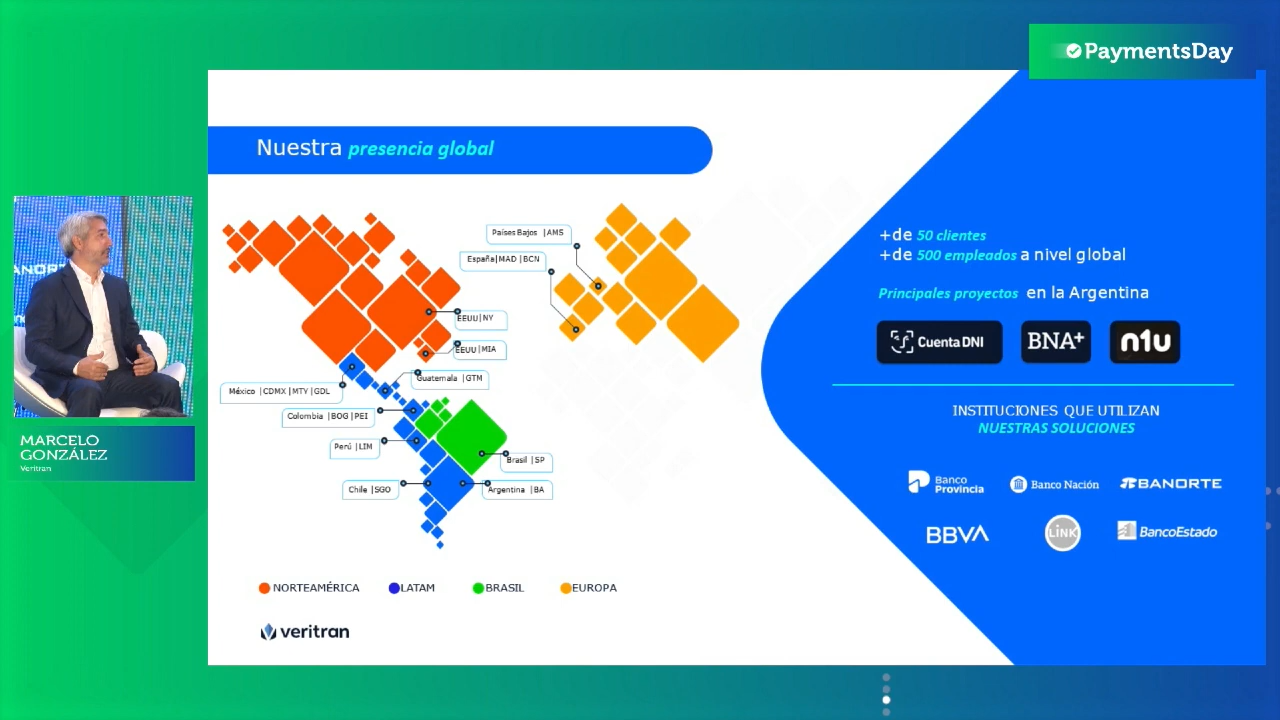 PaymentsDay
Nuestra presencia global
Países Bajos |AMS
España|MAD |BCN
EEUU|NY
EEUU|MIA
Guatemala |GTM
México |CDMX |MTY |GDL
Colombia |BOG |PEI
Perú |LIM
Brasil |SP
Chile |SGO
Argentina |BA
NORTEAMÉRICA
LATAM
BRASIL
EUROPA
veritran
+de 50 clientes
+de 500 empleados a nivel global
Principales proyectos en la Argentina
Cuenta DNI
BNA+
n1u
INSTITUCIONES QUE UTILIZAN
NUESTRAS SOLUCIONES
Banco
Provincia
Banco Nación
BANORTE
BBVA
LiNK
BancoEstado
ANORTE
MARCELO
GONZÁLEZ
Veritran